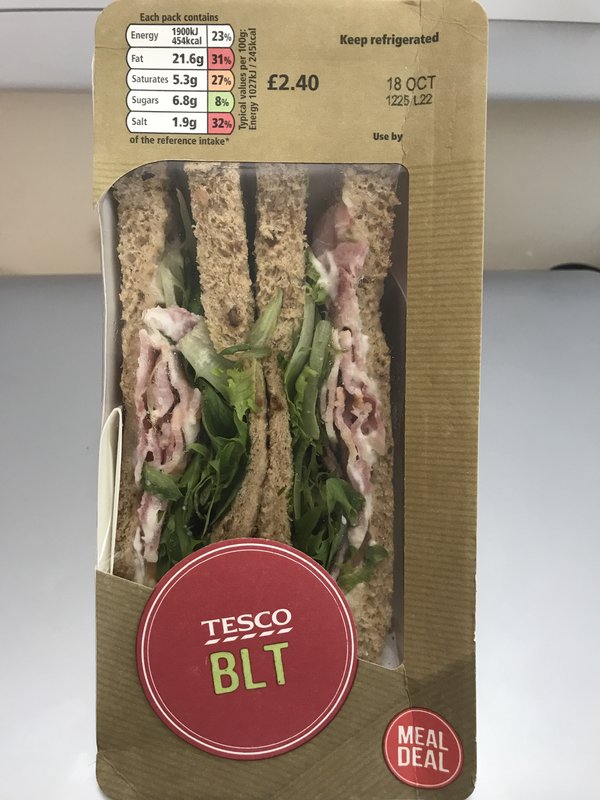 Each pack contains
Energy 1900kJ 454kcal 23%
Fat 21.6g 31%
Saturates 5.3g 27%
Sugars 6.8g 8%
Salt 1.9g 32%
of the reference intake*
Typical values per 100g:
Energy 1027kJ / 245kcal
£2.40
Keep refrigerated
18 OCT
1225 L22
Use by
TESCO
BLT
MEAL
DEAL